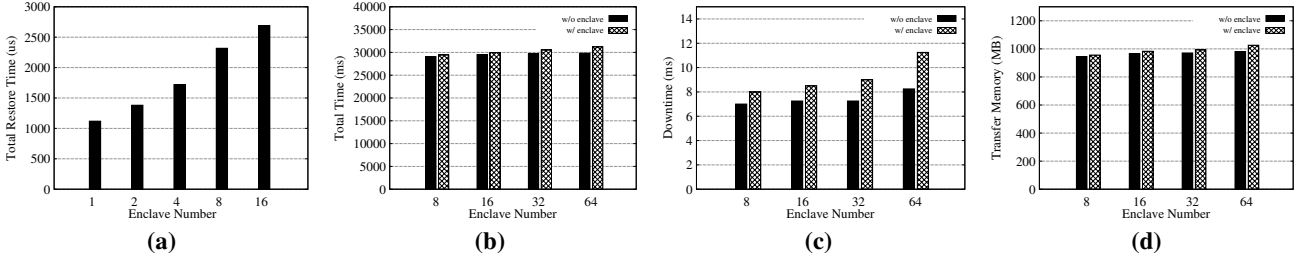 Total Restore Time (us)
3000
2500
2000
1500
1000
500
0
1 2 4 8 16
Enclave Number
(a)
Total Time (ms)
40000
35000
30000
25000
20000
15000
10000
5000
0
w/o enclave
w/ enclave
8 16 32 64
Enclave Number
(b)
Downtime (ms)
14
12
10
8
6
4
2
0
w/o enclave
w/ enclave
8 16 32 64
Enclave Number
(c)
Transfer Memory (MB)
1200
1000
800
600
400
200
0
w/o enclave
w/ enclave
8 16 32 64
Enclave Number
(d)